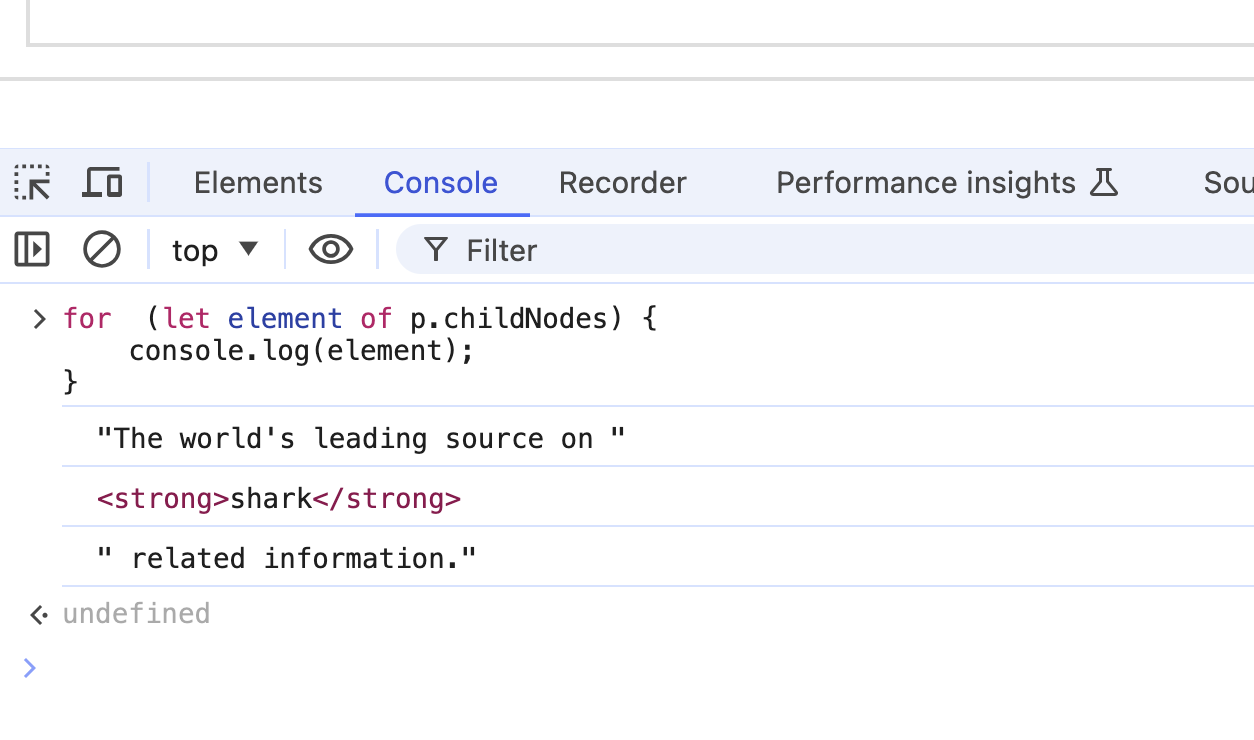 Elements Console Recorder Performance insights Sou
top Filter
for  (let element of p.childNodes) {
    console.log(element);
}
"The world's leading source on "
<strong>shark</strong>
" related information."
undefined